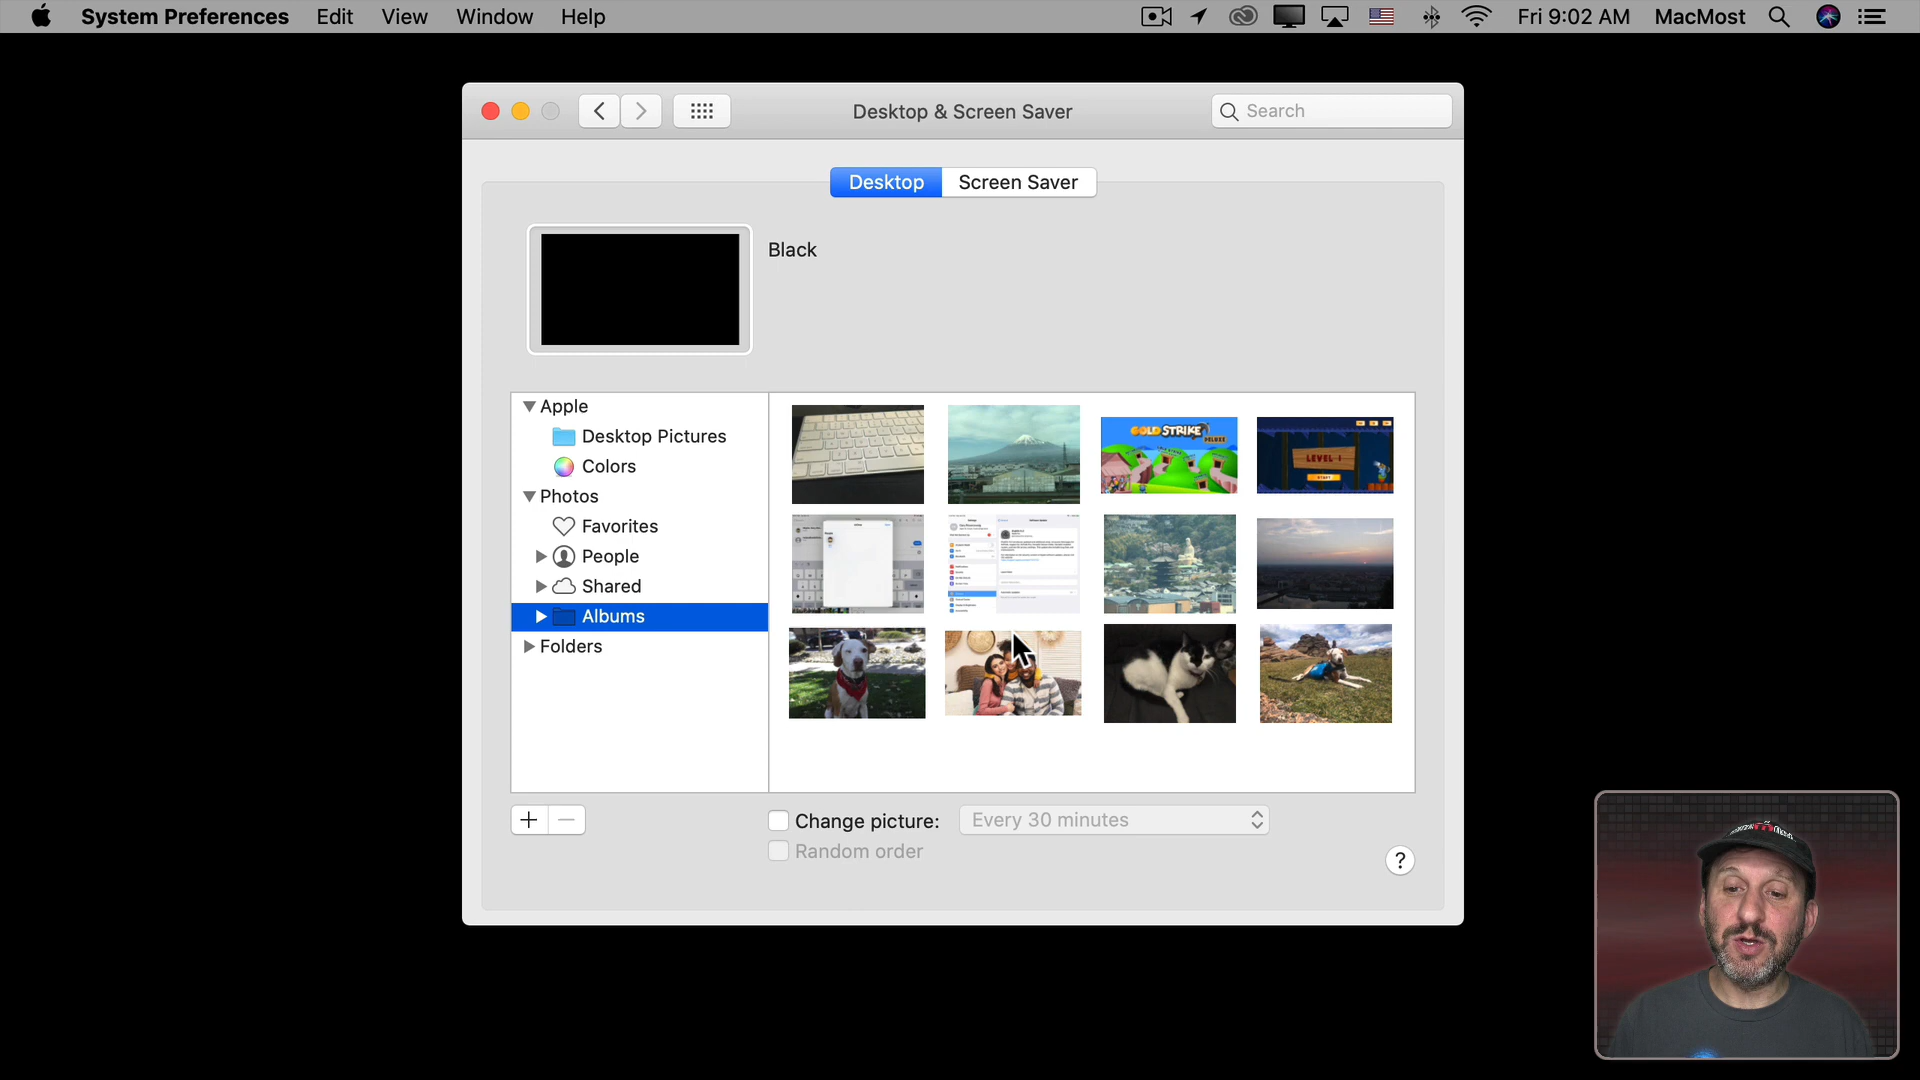 System Preferences Edit View Window Help Fri 9:02 AM MacMost
Desktop & Screen Saver Search
Desktop Screen Saver
Black
Apple
Desktop Pictures
Colors
Photos
Favorites
People
Shared
Albums
Folders
GOLD STRIKE
DELUXE
LEVEL 1
START
Change picture: Every 30 minutes
Random order
?